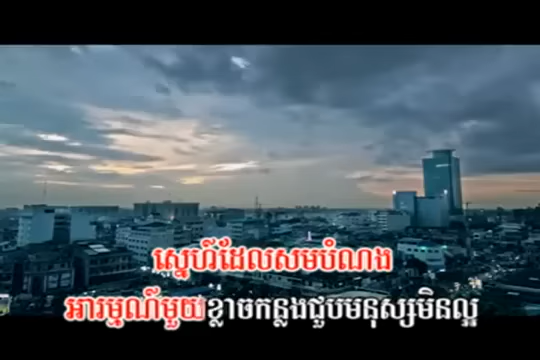 ស្នេហ៍ដែលសមបំណង
អារម្មណ៍មួយខ្លាចកន្លងជួបមនុស្សមិនល្អ